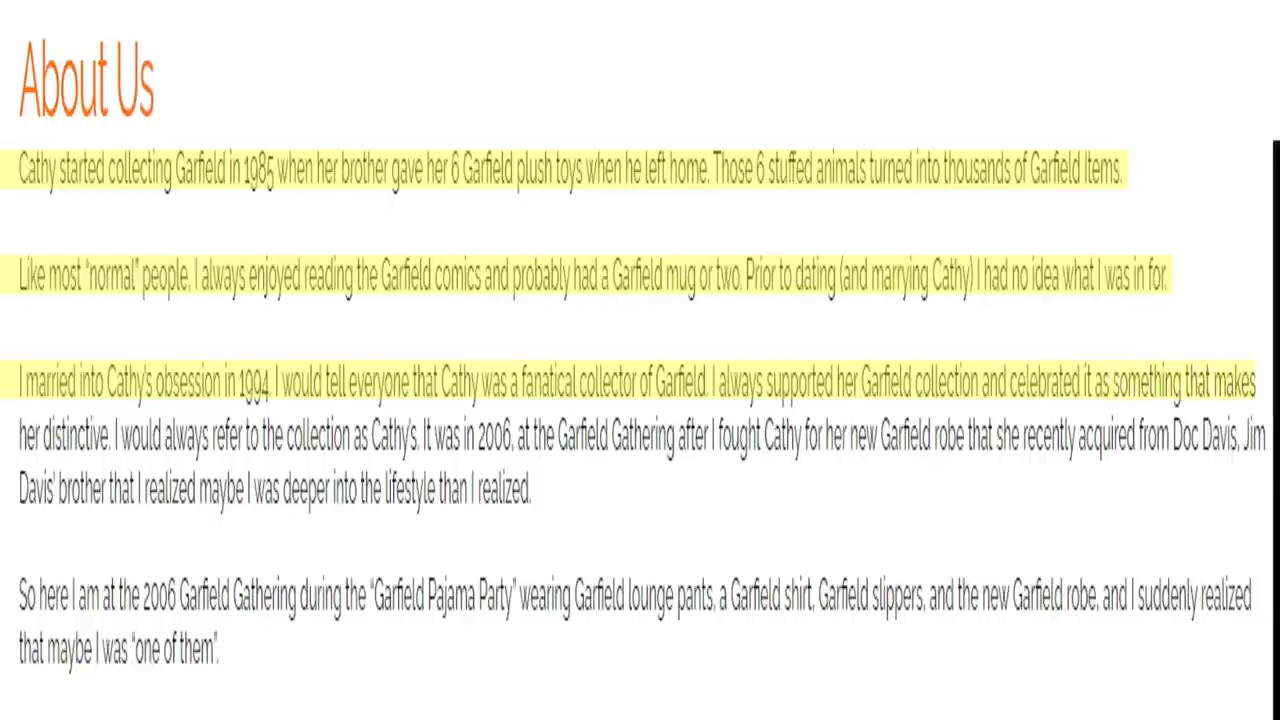 About Us
Cathy started collecting Garfield in 1985 when her brother gave her 6 Garfield plush toys when he left home. Those 6 stuffed animals turned into thousands of Garfield Items.
Like most “normal” people, I always enjoyed reading the Garfield comics and probably had a Garfield mug or two. Prior to dating (and marrying Cathy) I had no idea what I was in for.
I married into Cathy’s obsession in 1994. I would tell everyone that Cathy was a fanatical collector of Garfield. I always supported her Garfield collection and celebrated it as something that makes
her distinctive. I would always refer to the collection as Cathy’s. It was in 2006, at the Garfield Gathering after I fought Cathy for her new Garfield robe that she recently acquired from Doc Davis, Jim
Davis’ brother that I realized maybe I was deeper into the lifestyle than I realized.
So here I am at the 2006 Garfield Gathering during the “Garfield Pajama Party” wearing Garfield lounge pants, a Garfield shirt, Garfield slippers, and the new Garfield robe, and I suddenly realized
that maybe I was “one of them”.